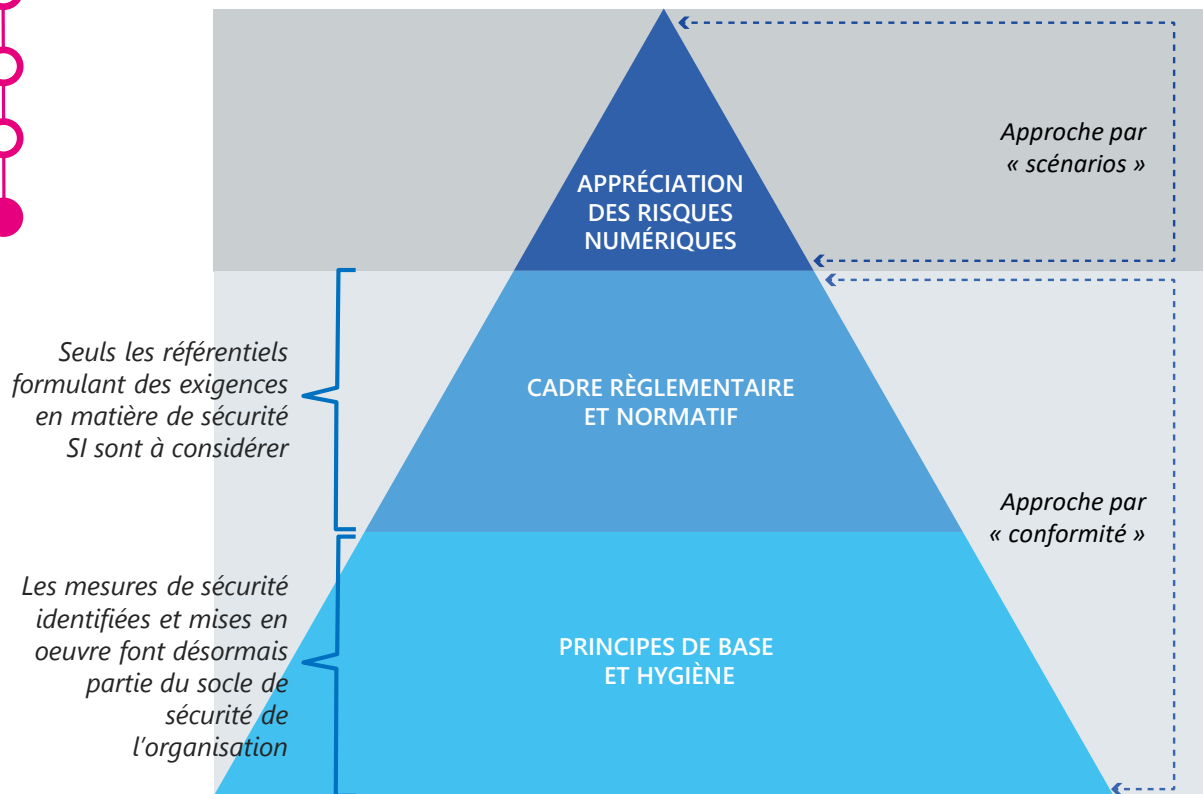 Approche par
« scénarios »
APPRÉCIATION
DES RISQUES
NUMÉRIQUES
Seuls les référentiels
formulant des exigences
en matière de sécurité
SI sont à considérer
CADRE RÈGLEMENTAIRE
ET NORMATIF
Approche par
« conformité »
Les mesures de sécurité
identifiées et mises en
oeuvre font désormais
partie du socle de
sécurité de
l'organisation
PRINCIPES DE BASE
ET HYGIÈNE